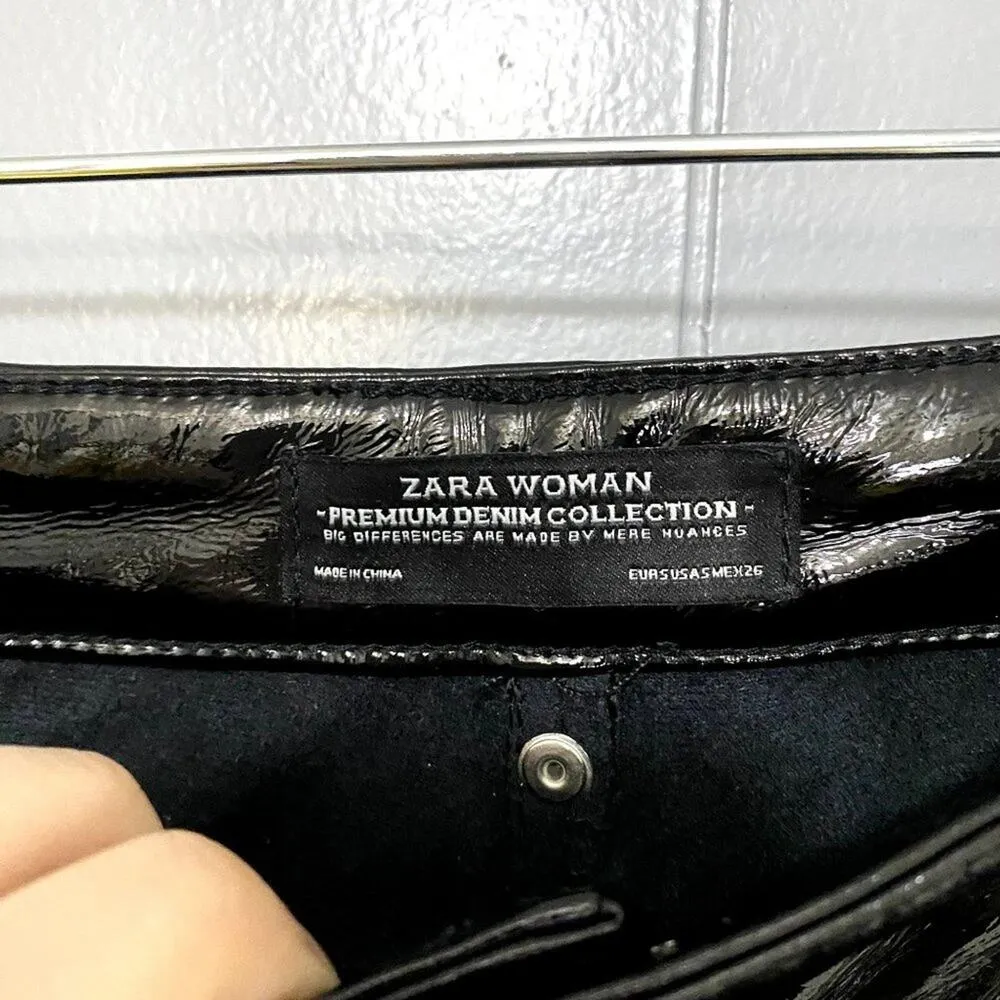 ZARA WOMAN
-PREMIUM DENIM COLLECTION-
BIG DIFFERENCES ARE MADE BY MERE NUANCES
MADE IN CHINA
EUR S USA S MEX 26